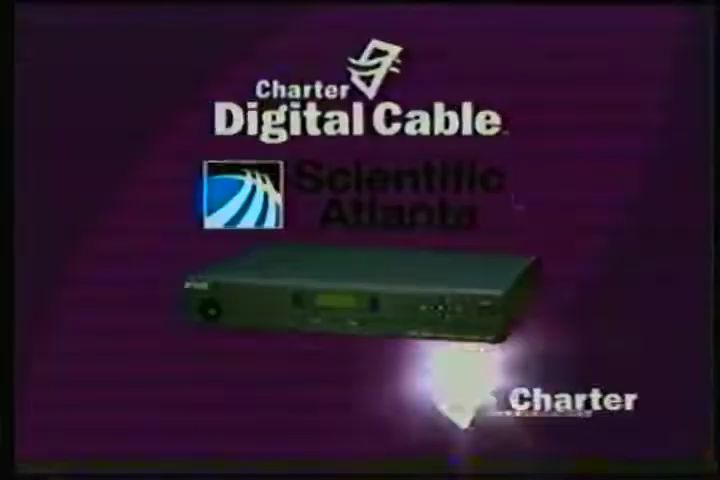 Charter
Digital Cable
Scientific
Atlanta
Charter